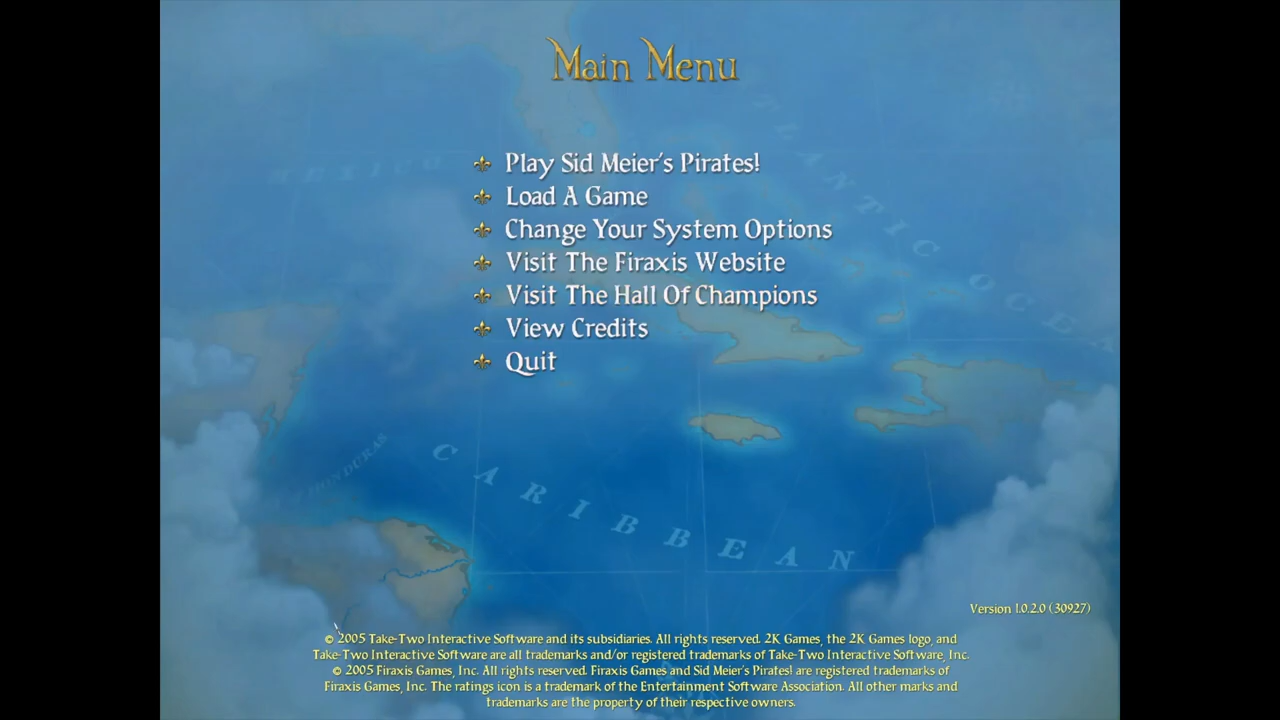 Main Menu
Play Sid Meier's Pirates!
Load A Game
Change Your System Options
Visit The Firaxis Website
Visit The Hall Of Champions
View Credits
Quit
MEXICO
ATLANTIC OCEA
HONDURAS
CARIBBEAN
Version 1.0.2.0 (30927)
© 2005 Take-Two Interactive Software and its subsidiaries. All rights reserved. 2K Games, the 2K Games logo, and
Take-Two Interactive Software are all trademarks and/or registered trademarks of Take-Two Interactive Software, Inc.
© 2005 Firaxis Games, Inc. All rights reserved. Firaxis Games and Sid Meier's Pirates! are registered trademarks of
Firaxis Games, Inc. The ratings icon is a trademark of the Entertainment Software Association. All other marks and
trademarks are the property of their respective owners.